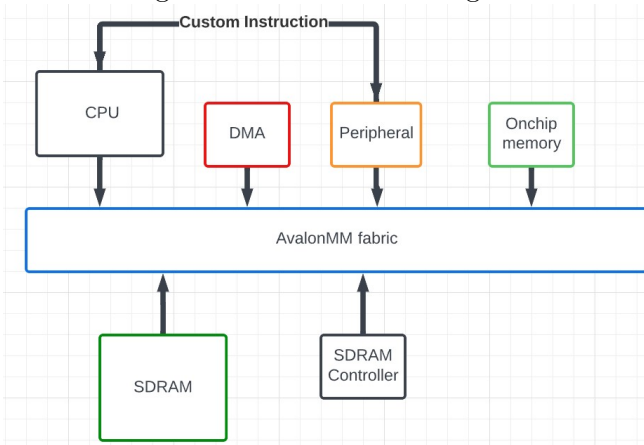 Custom Instruction
CPU
DMA
Peripheral
Onchip
memory
AvalonMM fabric
SDRAM
SDRAM
Controller